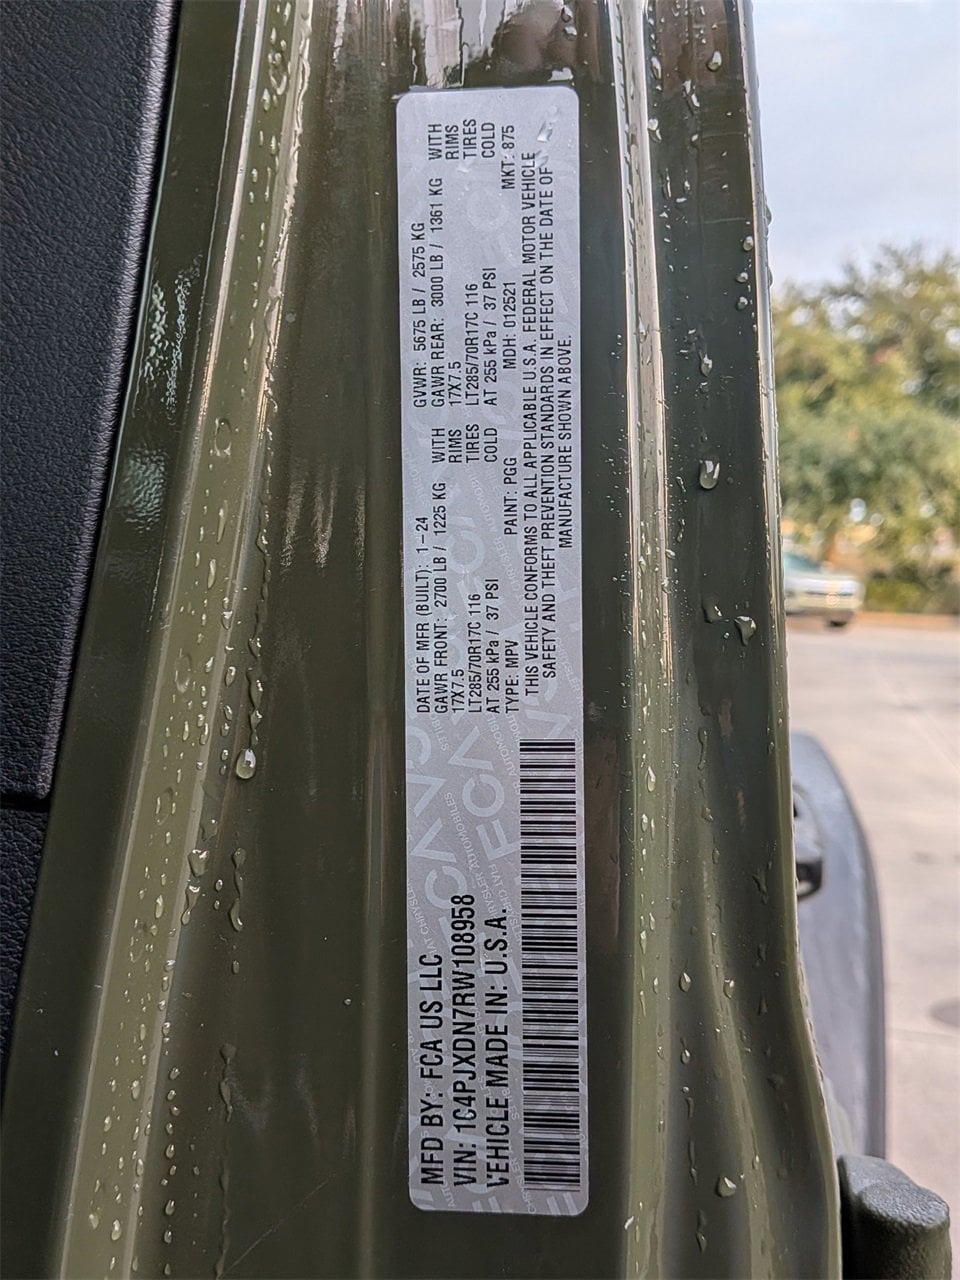 MFD BY: FCA US LLC
VIN: 1C4PJXDN7RW108958
VEHICLE MADE IN: U.S.A.
DATE OF MFR (BUILT): 1-24 GVWR: 5675 LB / 2575 KG
GAWR FRONT: 2700 LB / 1225 KG WITH GAWR REAR: 3000 LB / 1361 KG WITH
17X7.5 RIMS 17X7.5 RIMS
LT285/70R17C 116 TIRES LT285/70R17C 116 TIRES
AT 255 kPa / 37 PSI COLD AT 255 kPa / 37 PSI COLD
TYPE: MPV PAINT: PGG MDH: 012521 MKT: 875
THIS VEHICLE CONFORMS TO ALL APPLICABLE U.S.A. FEDERAL MOTOR VEHICLE
SAFETY AND THEFT PREVENTION STANDARDS IN EFFECT ON THE DATE OF
MANUFACTURE SHOWN ABOVE.